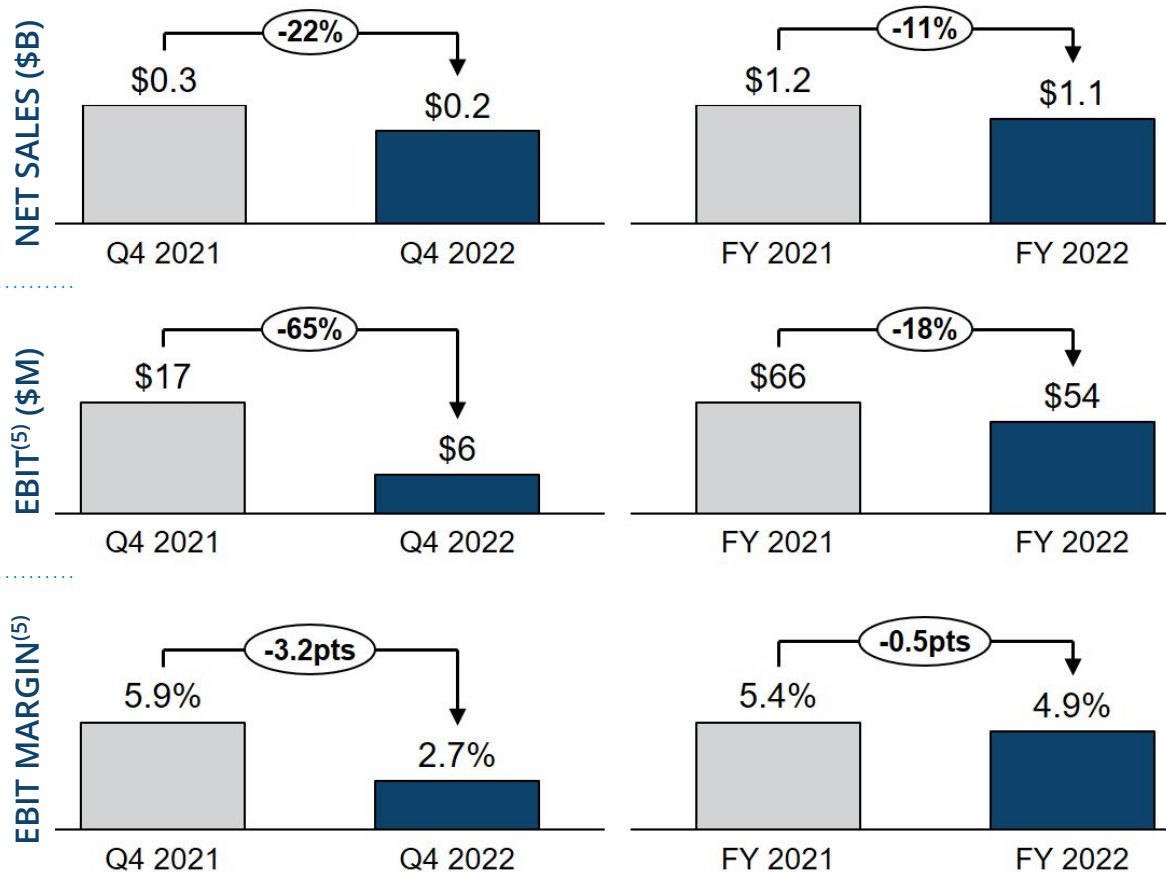 NET SALES ($B)
-22%
$0.3
$0.2
Q4 2021
Q4 2022
-11%
$1.2
$1.1
FY 2021
FY 2022
EBIT(5) ($M)
-65%
$17
$6
Q4 2021
Q4 2022
-18%
$66
$54
FY 2021
FY 2022
EBIT MARGIN(5)
-3.2pts
5.9%
2.7%
Q4 2021
Q4 2022
-0.5pts
5.4%
4.9%
FY 2021
FY 2022